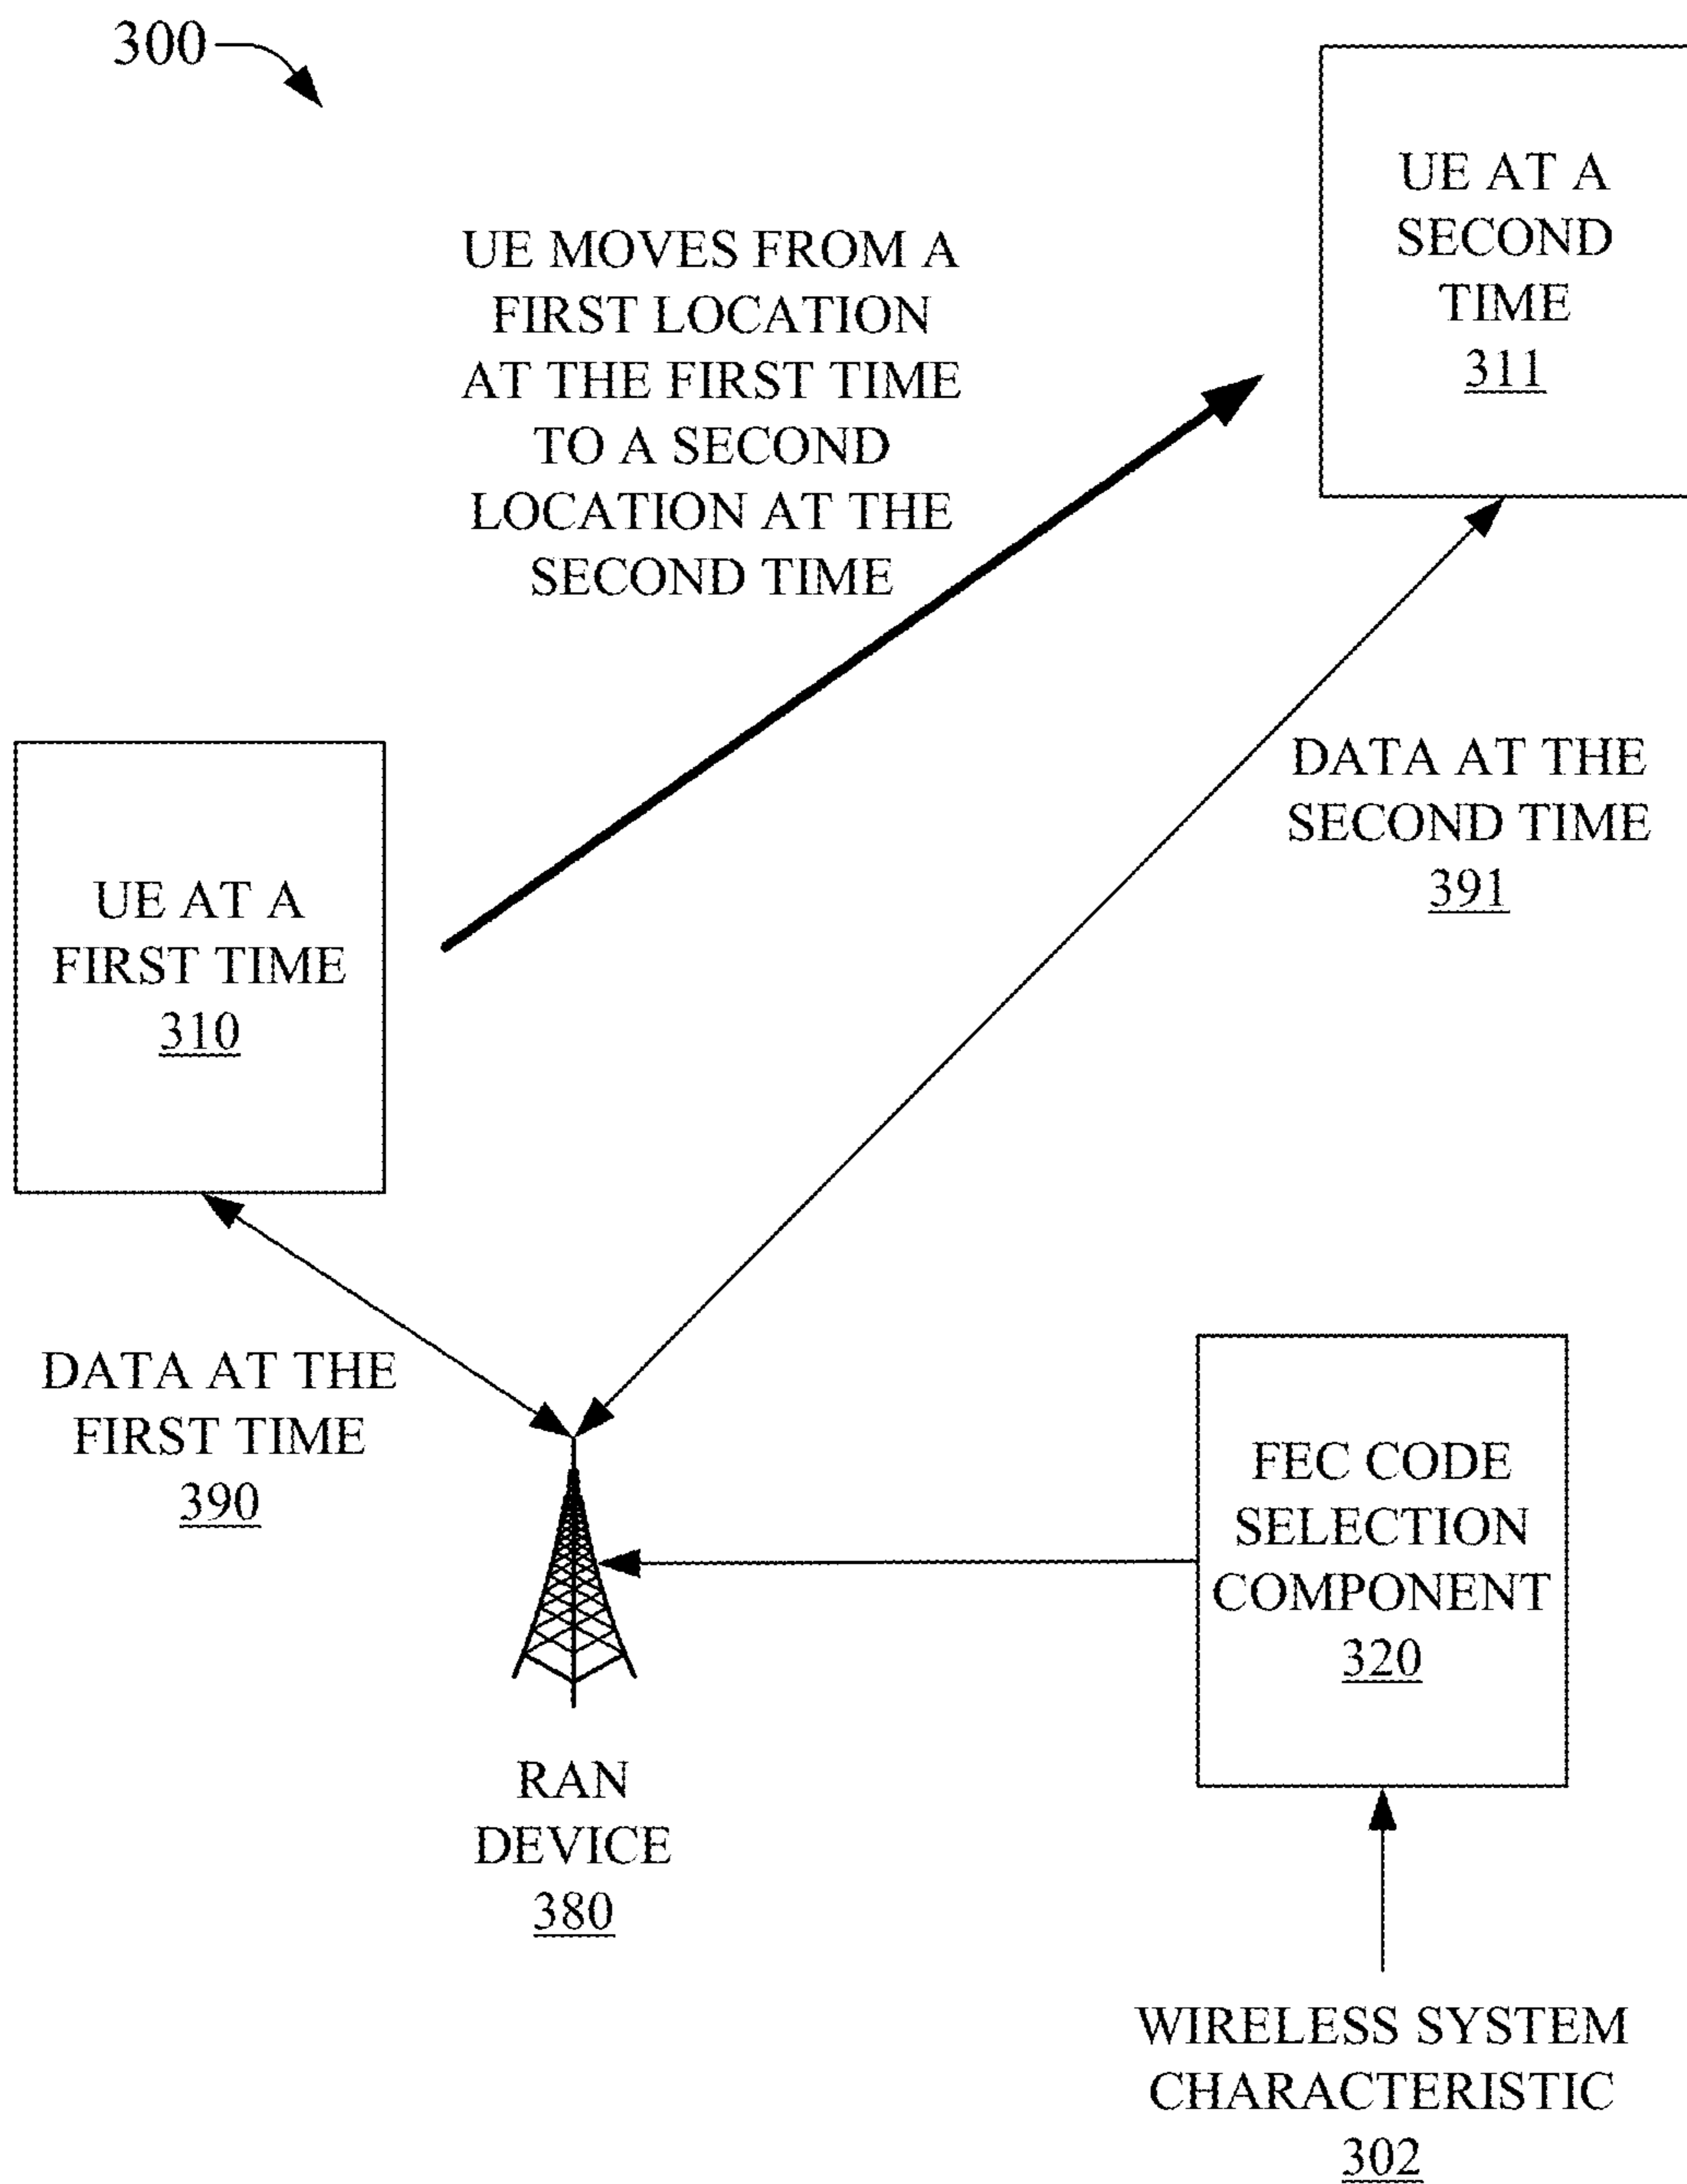 300
UE AT A
SECOND
TIME
311
UE MOVES FROM A
FIRST LOCATION
AT THE FIRST TIME
TO A SECOND
LOCATION AT THE
SECOND TIME
DATA AT THE
SECOND TIME
391
UE AT A
FIRST TIME
310
DATA AT THE
FIRST TIME
390
FEC CODE
SELECTION
COMPONENT
320
RAN
DEVICE
380
WIRELESS SYSTEM
CHARACTERISTIC
302